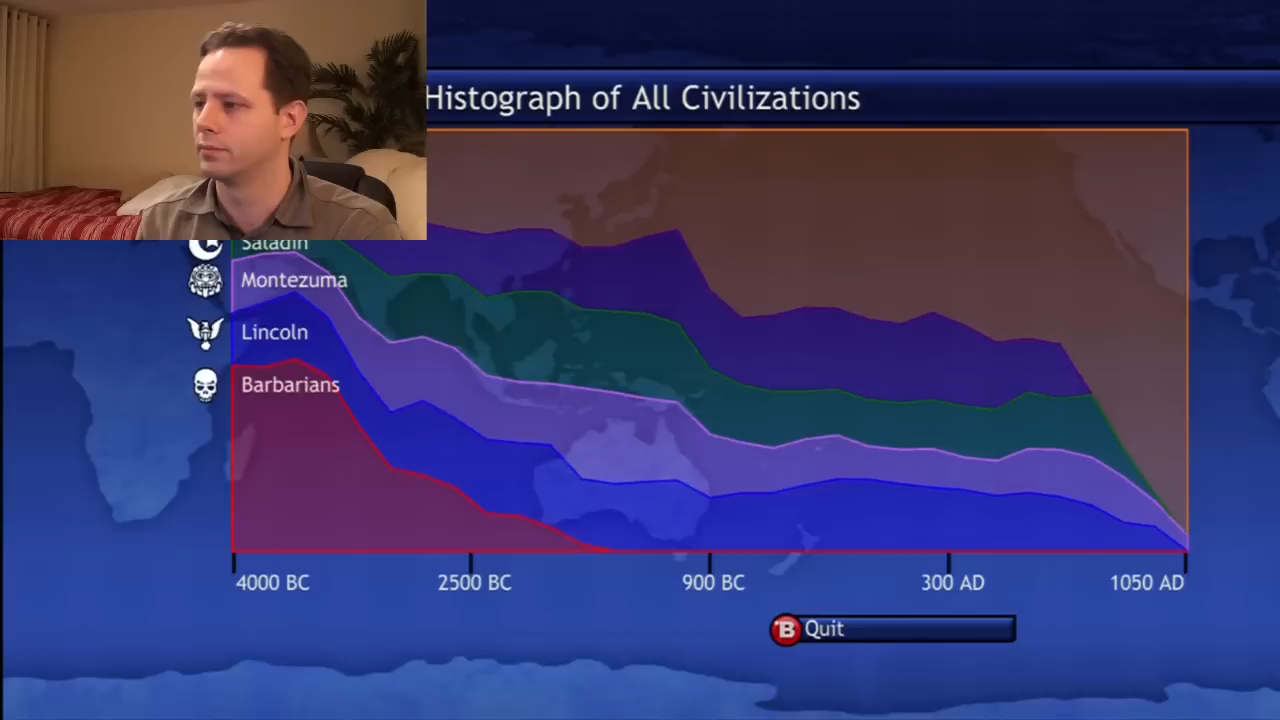 Histograph of All Civilizations
Saladin
Montezuma
Lincoln
Barbarians
4000 BC 2500 BC 900 BC 300 AD 1050 AD
B Quit